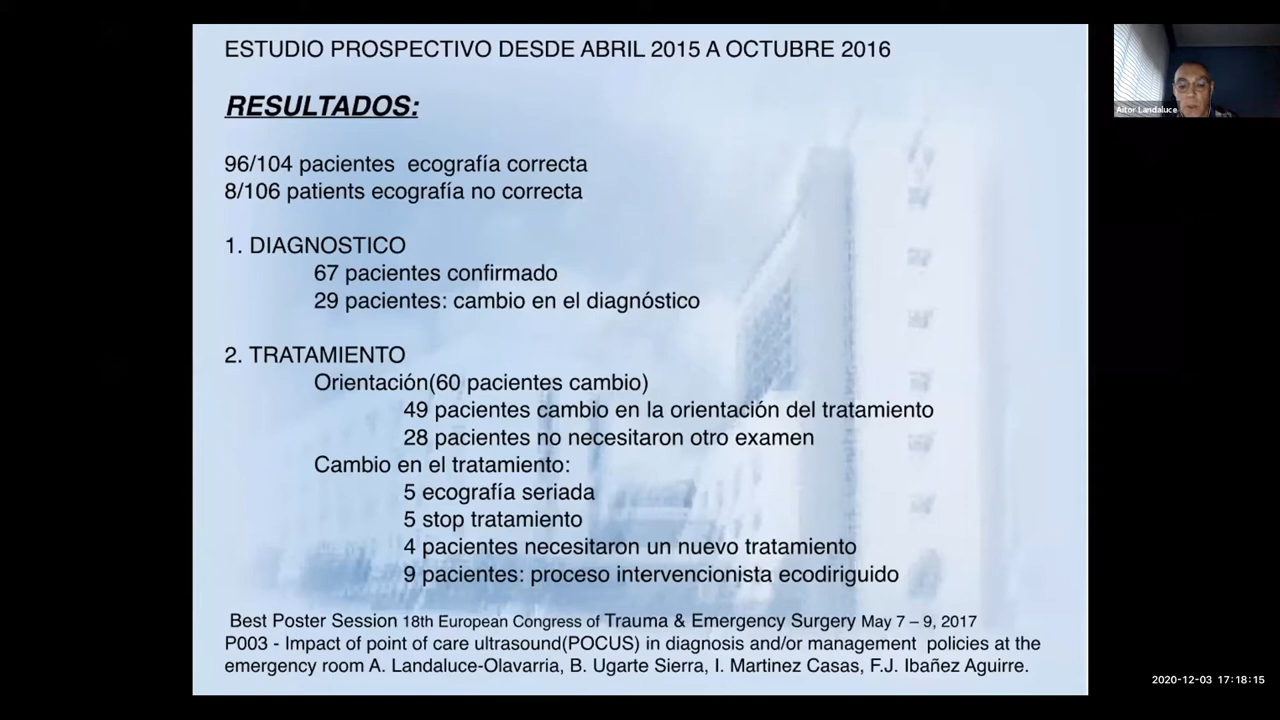 ESTUDIO PROSPECTIVO DESDE ABRIL 2015 A OCTUBRE 2016
RESULTADOS:
96/104 pacientes ecografía correcta
8/106 patients ecografía no correcta
1. DIAGNOSTICO
67 pacientes confirmado
29 pacientes: cambio en el diagnóstico
2. TRATAMIENTO
Orientación(60 pacientes cambio)
49 pacientes cambio en la orientación del tratamiento
28 pacientes no necesitaron otro examen
Cambio en el tratamiento:
5 ecografía seriada
5 stop tratamiento
4 pacientes necesitaron un nuevo tratamiento
9 pacientes: proceso intervencionista ecodiriguido
Best Poster Session 18th European Congress of Trauma & Emergency Surgery May 7 – 9, 2017
P003 - Impact of point of care ultrasound(POCUS) in diagnosis and/or management policies at the
emergency room A. Landaluce-Olavarria, B. Ugarte Sierra, I. Martinez Casas, F.J. Ibañez Aguirre.
Aitor Landaluce
2020-12-03 17:18:15